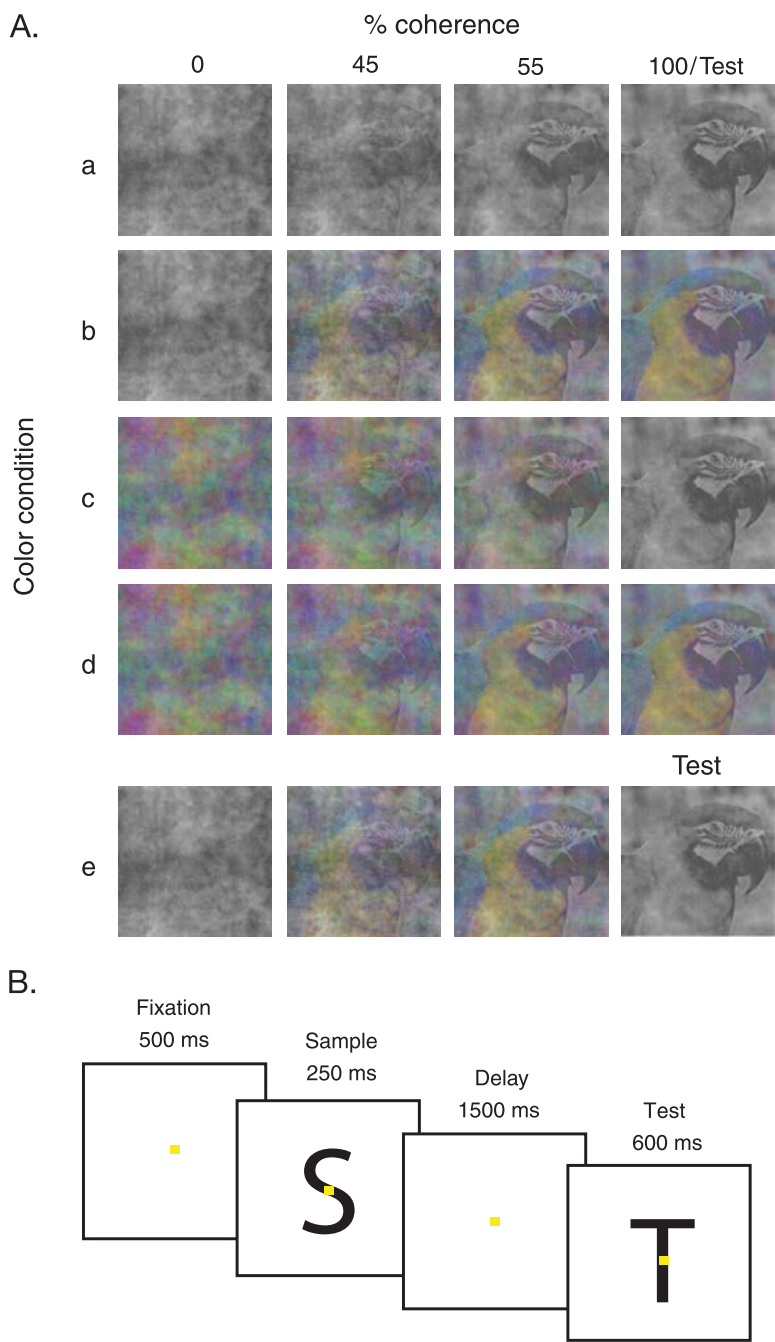 A.
% coherence
0 45 55 100/Test
a
b
Color condition
c
d
Test
e
B.
Fixation
500 ms
Sample
250 ms
Delay
1500 ms
Test
600 ms
S
T